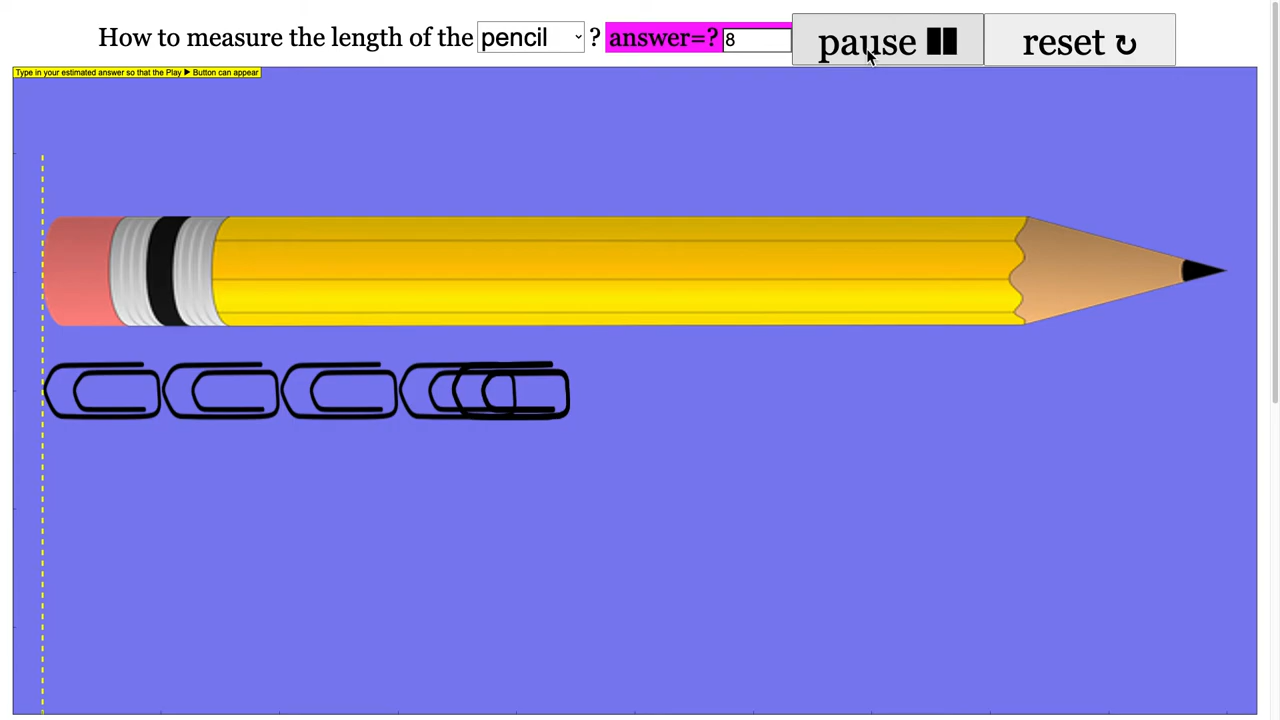 How to measure the length of the pencil ? answer=? 8 pause ▮▮ reset ↻
Type in your estimated answer so that the Play ▶ Button can appear